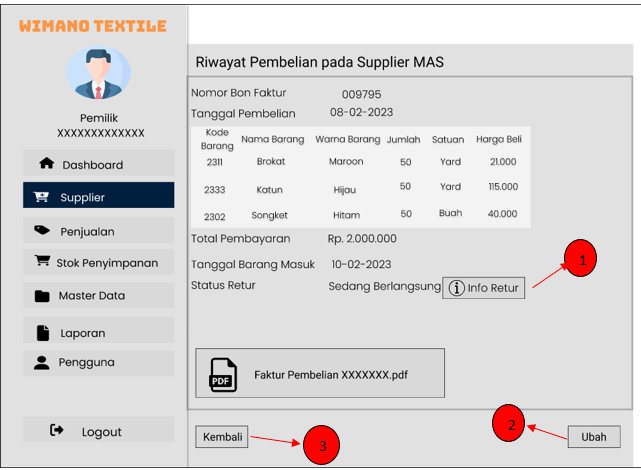 WIMANO TEXTILE
Pemilik
XXXXXXXXXXXXX
Dashboard
Supplier
Penjualan
Stok Penyimpanan
Master Data
Laporan
Pengguna
Logout
Riwayat Pembelian pada Supplier MAS
Nomor Bon Faktur 009795
Tanggal Pembelian 08-02-2023
Kode Barang Nama Barang Warna Barang Jumlah Satuan Harga Beli
2311 Brokat Maroon 50 Yard 21.000
2333 Katun Hijau 50 Yard 115.000
2302 Songket Hitam 50 Buah 40.000
Total Pembayaran Rp. 2.000.000
Tanggal Barang Masuk 10-02-2023
Status Retur Sedang Berlangsung Info Retur
1
PDF Faktur Pembelian XXXXXXX.pdf
Kembali 3 2 Ubah